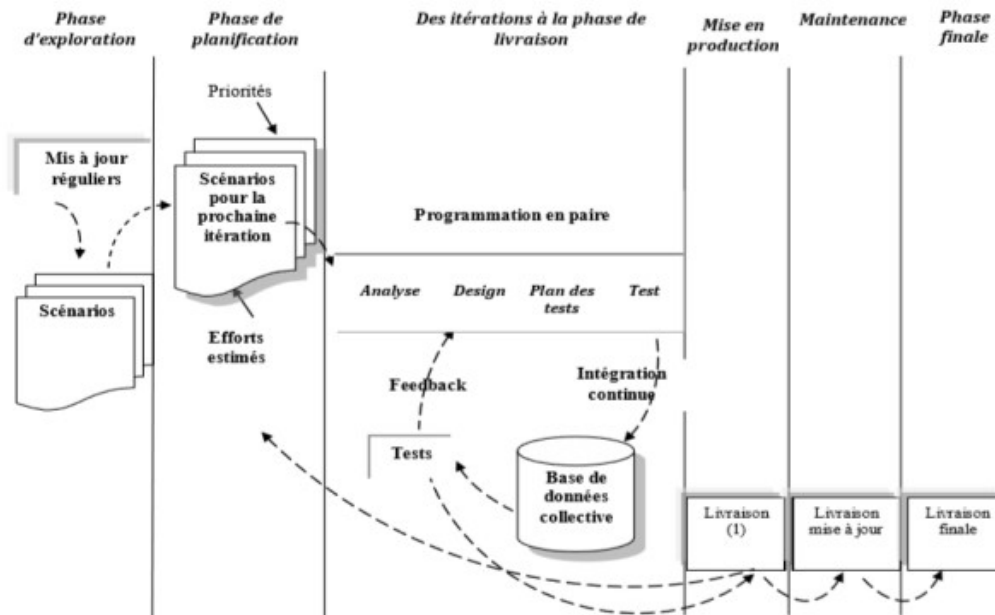 Phase
d'exploration
Phase de
planification
Des itérations à la phase de
livraison
Mise en
production
Maintenance
Phase
finale
Priorités
Mis à jour
réguliers
Scénarios
pour la
prochaine
itération
Scénarios
Efforts
estimés
Programmation en paire
Analyse
Design
Plan des
tests
Test
Feedback
Intégration
continue
Tests
Base de
données
collective
Livraison
(1)
Livraison
mise à jour
Livraison
finale